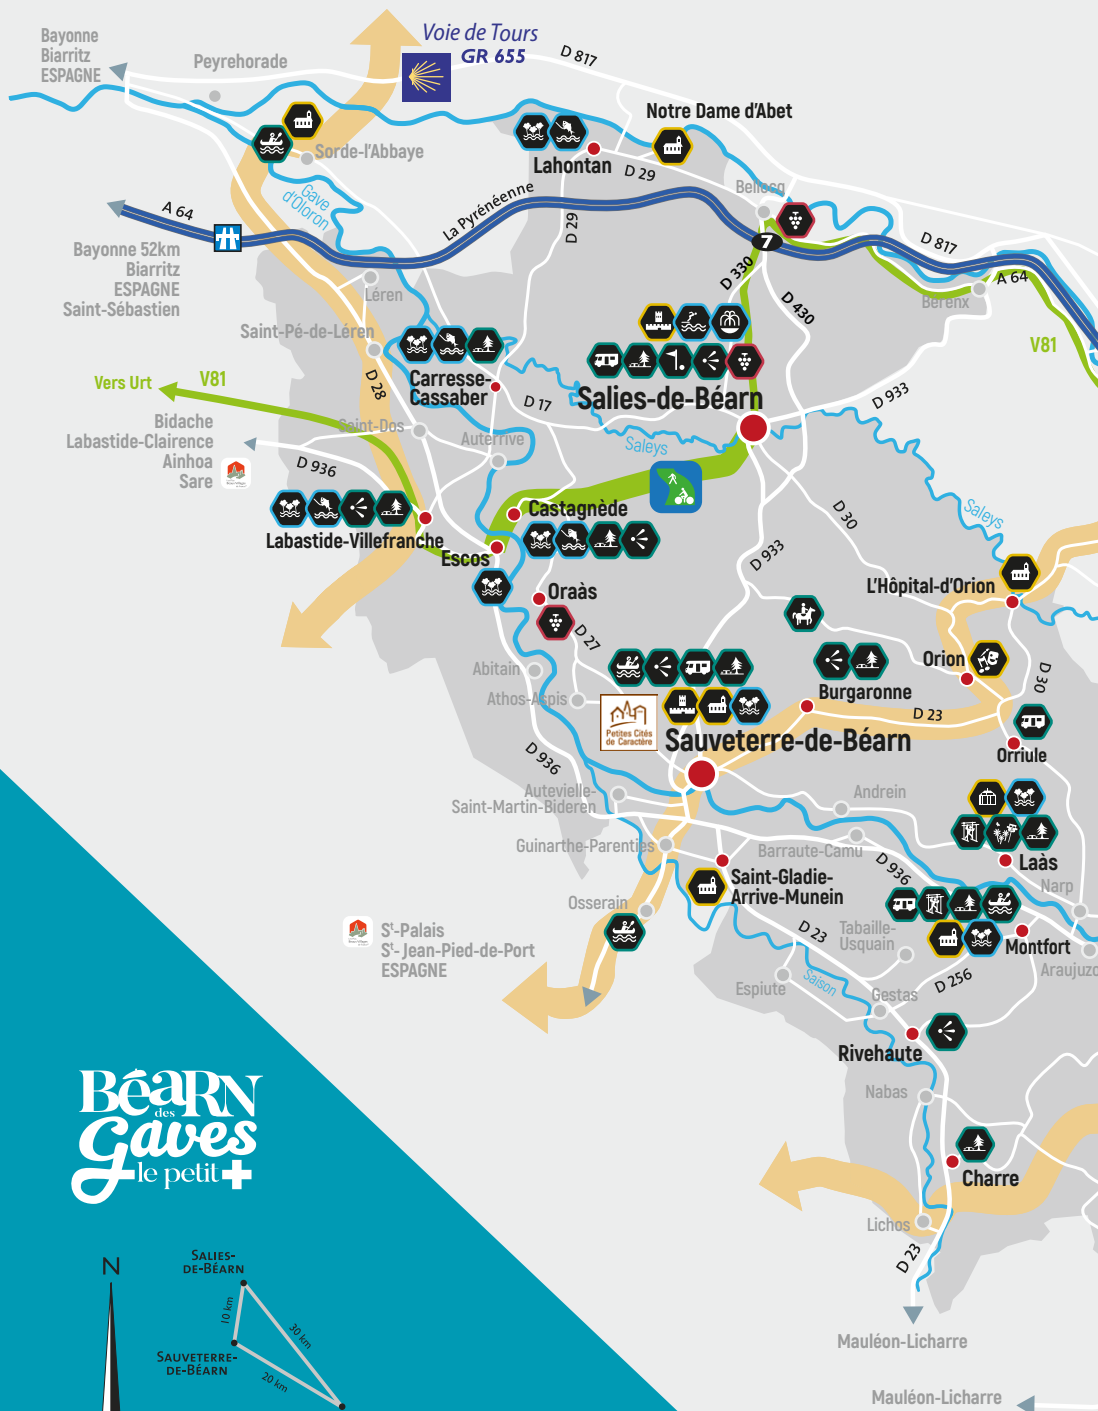 Bayonne
Biarritz
ESPAGNE
Peyrehorade
Voie de Tours
GR 655
D 817
Notre Dame d'Abet
Sorde-l'Abbaye
Lahontan
D 29
Bellocq
Gave
d'Oloron
La Pyrénéenne
A 64
D 29
7
D 817
Bayonne 52km
Biarritz
ESPAGNE
Saint-Sébastien
D 330
A 64
Léren
D 430
Bérenx
Saint-Pé-de-Léren
V81
Vers Urt
V81
D 28
Carresse-
Cassaber
Salies-de-Béarn
D 17
D 933
Bidache
Labastide-Clairence
Ainhoa
Sare
Saint-Dos
Auterrive
Saleys
D 936
Castagnède
D 30
Saleys
Labastide-Villefranche
Escos
D 933
L'Hôpital-d'Orion
Oraàs
D 27
Abitain
Orion
D 30
Athos-Aspis
Petites Cités
de Caractère
Burgaronne
D 23
Sauveterre-de-Béarn
Orriule
D 936
Autevielle-
Saint-Martin-Bideren
Andrein
Guinarthe-Parenties
Barraute-Camu
D 936
Laàs
Saint-Gladie-
Arrive-Munein
Narp
Osserain
D 23
Tabaille-
Usquain
Montfort
St-Palais
St-Jean-Pied-de-Port
ESPAGNE
Araujuzo
Espiute
Saison
D 256
Gestas
Rivehaute
Nabas
BéaRN
des
Gaves
le petit +
Charre
Lichos
D 23
N
SALIES-
DE-BÉARN
10 km
30 km
SAUVETERRE-
DE-BÉARN
20 km
Mauléon-Licharre
Mauléon-Licharre